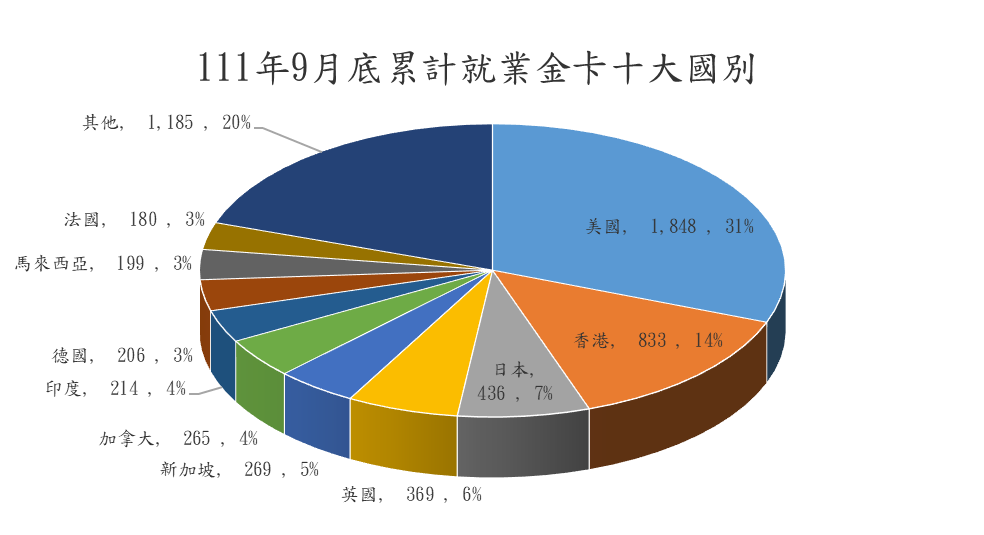 111年9月底累計就業金卡十大國別
其他, 1,185 , 20%
法國, 180 , 3%
馬來西亞, 199 , 3%
德國, 206 , 3%
印度, 214 , 4%
加拿大, 265 , 4%
新加坡, 269 , 5%
英國, 369 , 6%
日本,
436 , 7%
香港, 833 , 14%
美國, 1,848 , 31%